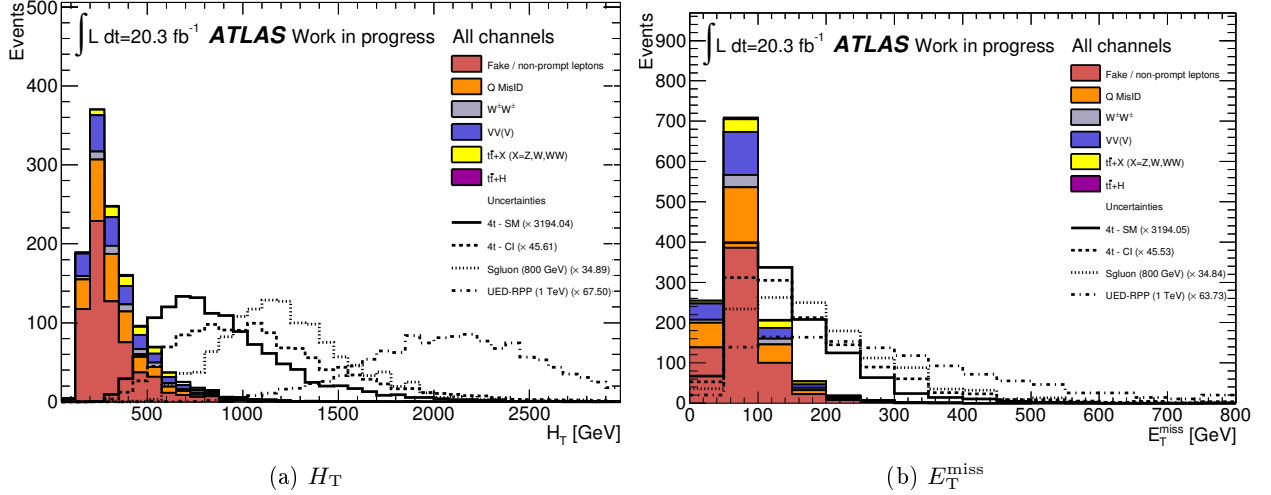 ∫ L dt=20.3 fb⁻¹ ATLAS Work in progress All channels
Events
500
400
300
200
100
0
Fake / non-prompt leptons
Q MisID
W±W±
VV(V)
tt̄+X (X=Z,W,WW)
tt̄+H
Uncertainties
4t - SM (× 3194.04)
4t - CI (× 45.61)
Sgluon (800 GeV) (× 34.89)
UED-RPP (1 TeV) (× 67.50)
500 1000 1500 2000 2500
H_T [GeV]
(a) H_T
∫ L dt=20.3 fb⁻¹ ATLAS Work in progress All channels
Events
900
800
700
600
500
400
300
200
100
0
Fake / non-prompt leptons
Q MisID
W±W±
VV(V)
tt̄+X (X=Z,W,WW)
tt̄+H
Uncertainties
4t - SM (× 3194.05)
4t - CI (× 45.53)
Sgluon (800 GeV) (× 34.84)
UED-RPP (1 TeV) (× 63.73)
0 100 200 300 400 500 600 700 800
E_T^miss [GeV]
(b) E_T^miss